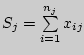 $S_j = \sum_{i=1}^{n_j} x_{ij}$